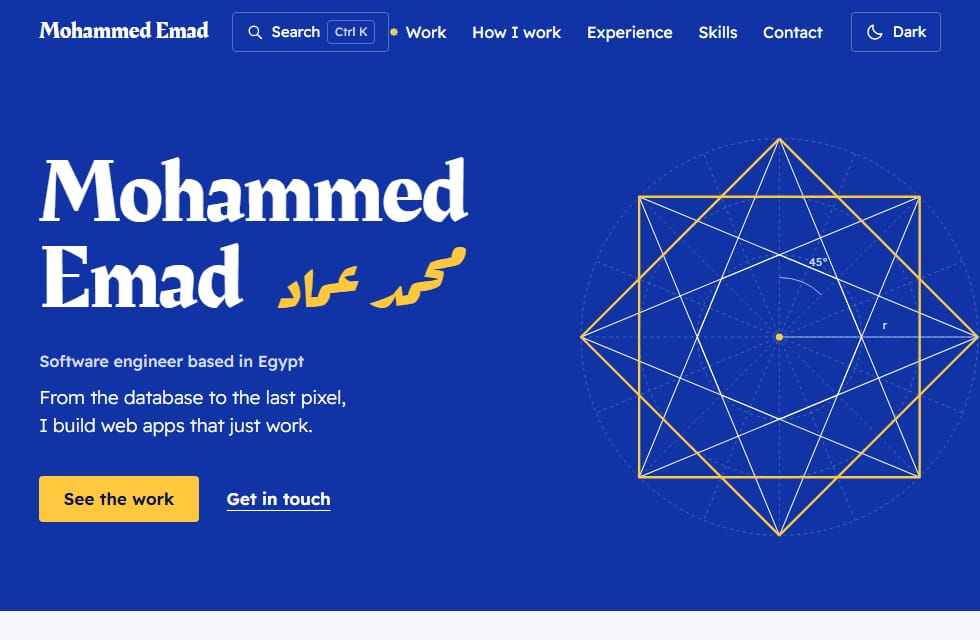 Mohammed Emad
Search Ctrl K
Work How I work Experience Skills Contact
Dark
Mohammed
Emad محمد عماد
45°
r
Software engineer based in Egypt
From the database to the last pixel,
I build web apps that just work.
See the work Get in touch